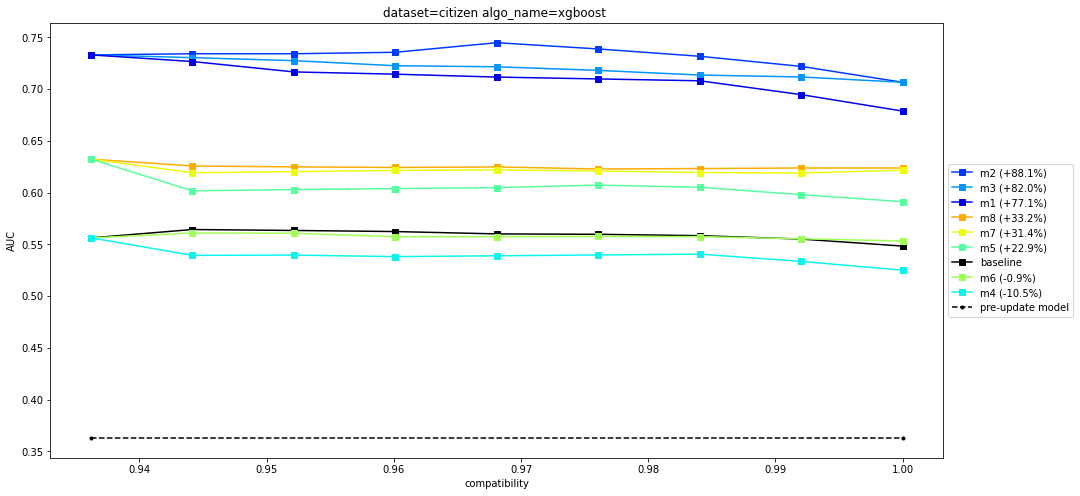 dataset=citizen algo_name=xgboost
0.75
0.70
0.65
0.60
0.55
0.50
0.45
0.40
0.35
AUC
0.94
0.95
0.96
0.97
0.98
0.99
1.00
compatibility
m2 (+88.1%)
m3 (+82.0%)
m1 (+77.1%)
m8 (+33.2%)
m7 (+31.4%)
m5 (+22.9%)
baseline
m6 (-0.9%)
m4 (-10.5%)
pre-update model